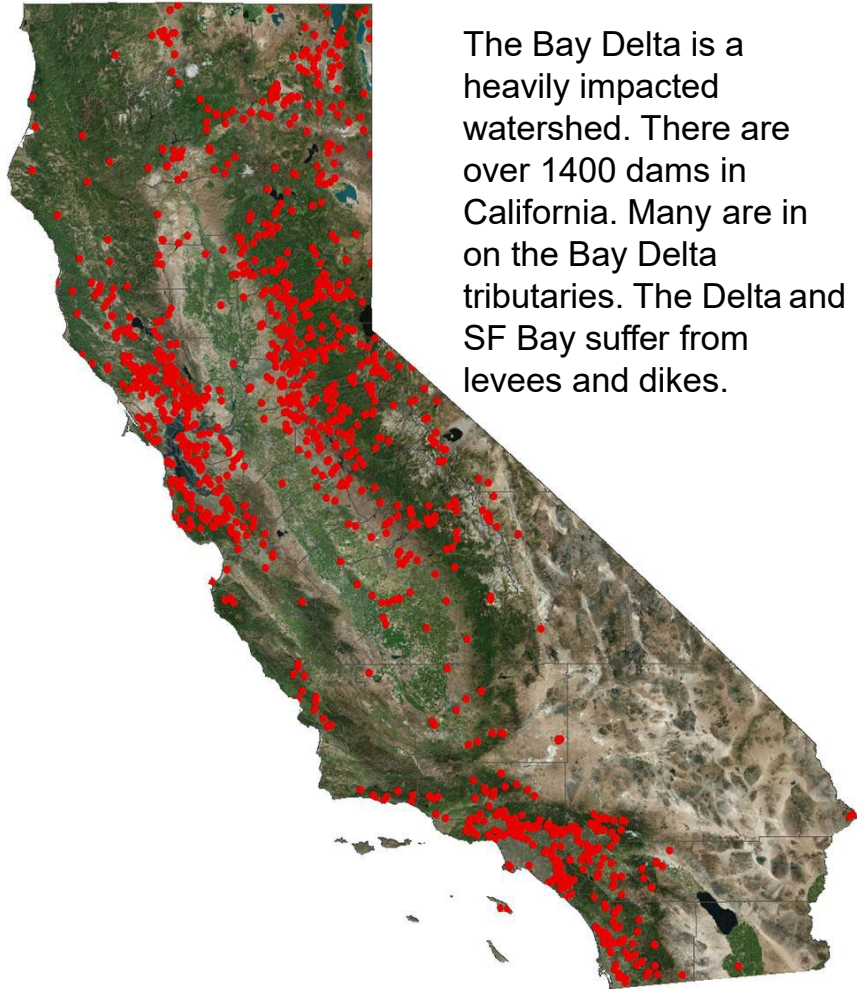 The Bay Delta is a
heavily impacted
watershed. There are
over 1400 dams in
California. Many are in
on the Bay Delta
tributaries. The Delta and
SF Bay suffer from
levees and dikes.